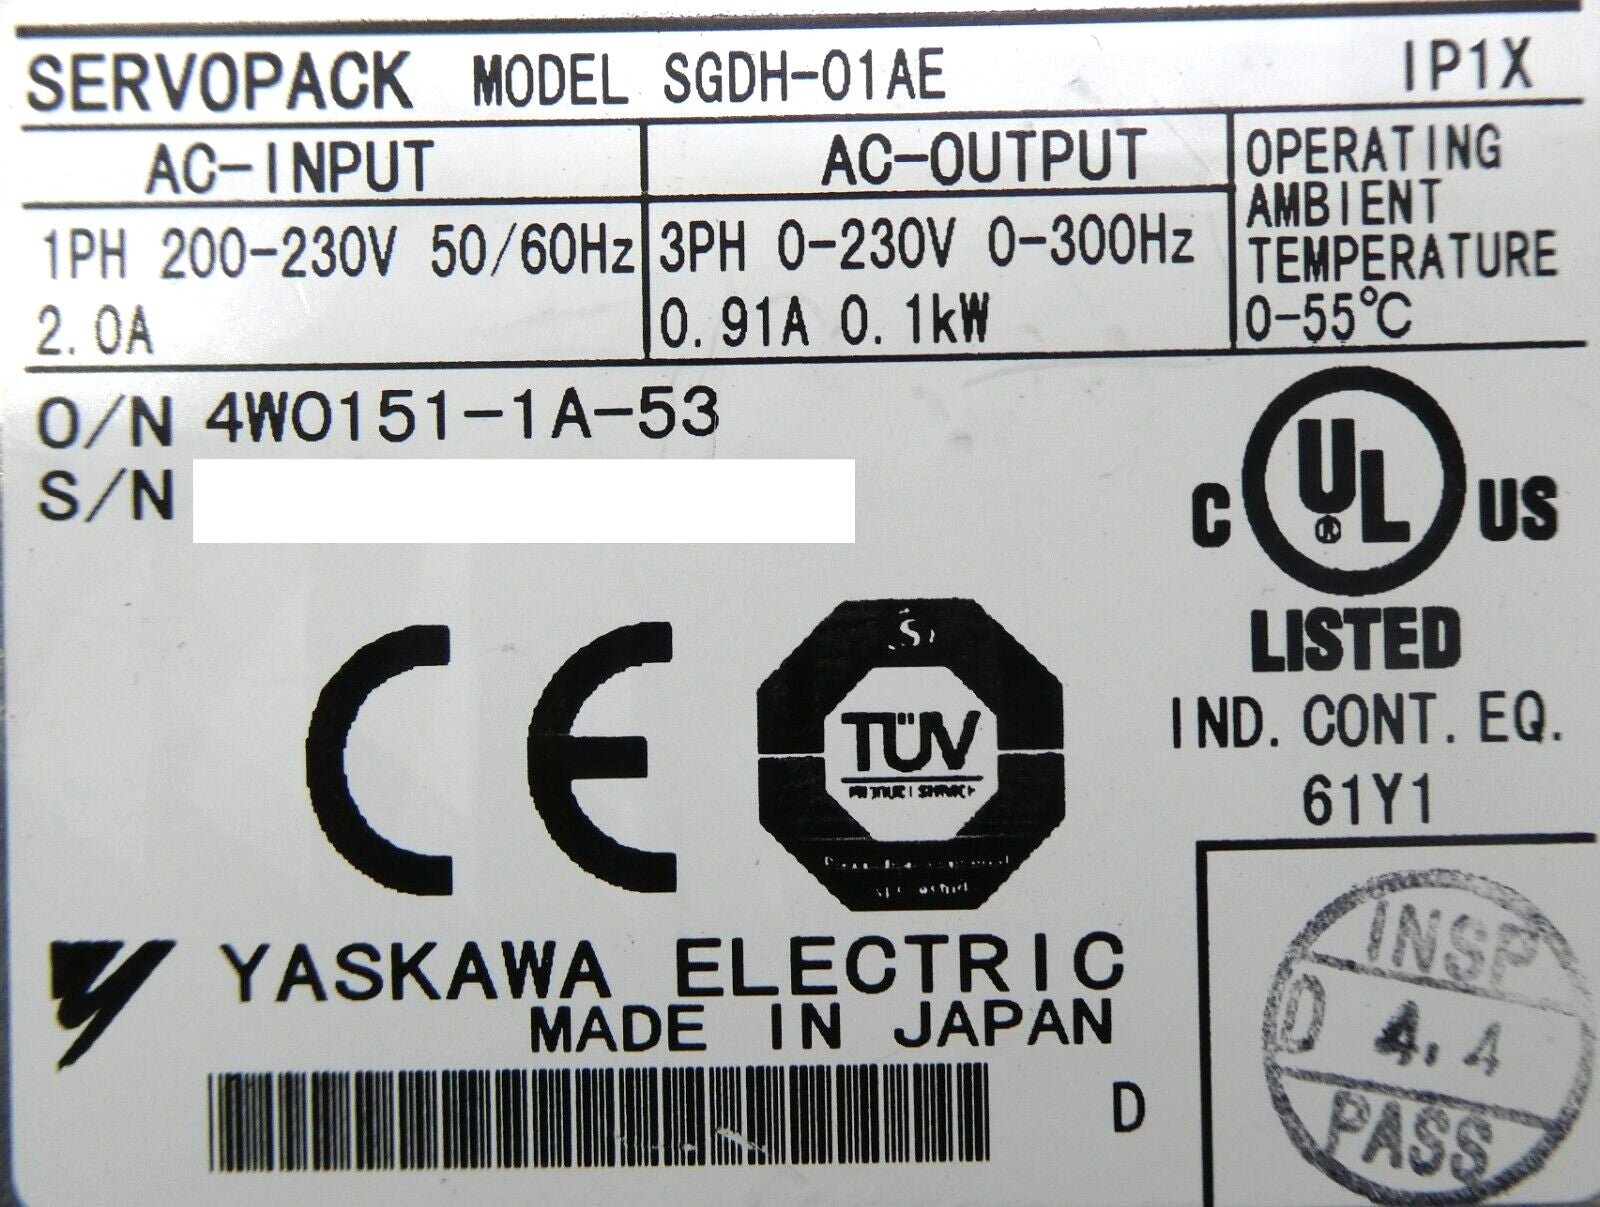 SERVOPACK MODEL SGDH-01AE IP1X
AC-INPUT
1PH 200-230V 50/60Hz
2.0A
AC-OUTPUT
3PH 0-230V 0-300Hz
0.91A 0.1kW
OPERATING
AMBIENT
TEMPERATURE
0-55°C
O/N 4W0151-1A-53
S/N
C UL® US
LISTED
IND. CONT. EQ.
61Y1
CE
S
TÜV
YASKAWA ELECTRIC
MADE IN JAPAN
D
INSP
D 4.4
PASS